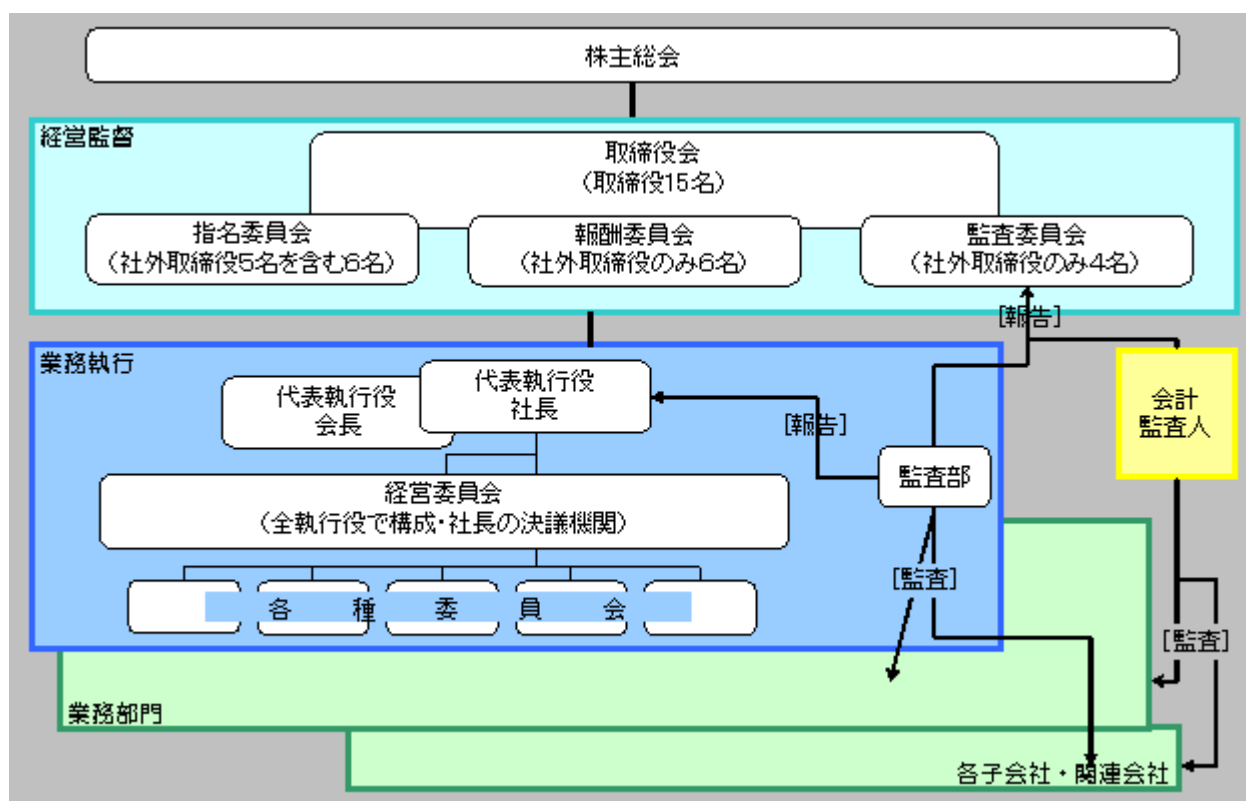 株主総会
経営監督
取締役会
(取締役15名)
指名委員会
(社外取締役5名を含む6名)
報酬委員会
(社外取締役のみ6名)
監査委員会
(社外取締役のみ4名)
[報告]
業務執行
代表執行役
会長
代表執行役
社長
[報告]
会計
監査人
監査部
経営委員会
(全執行役で構成・社長の決議機関)
[監査]
各種委員会
[監査]
業務部門
各子会社・関連会社